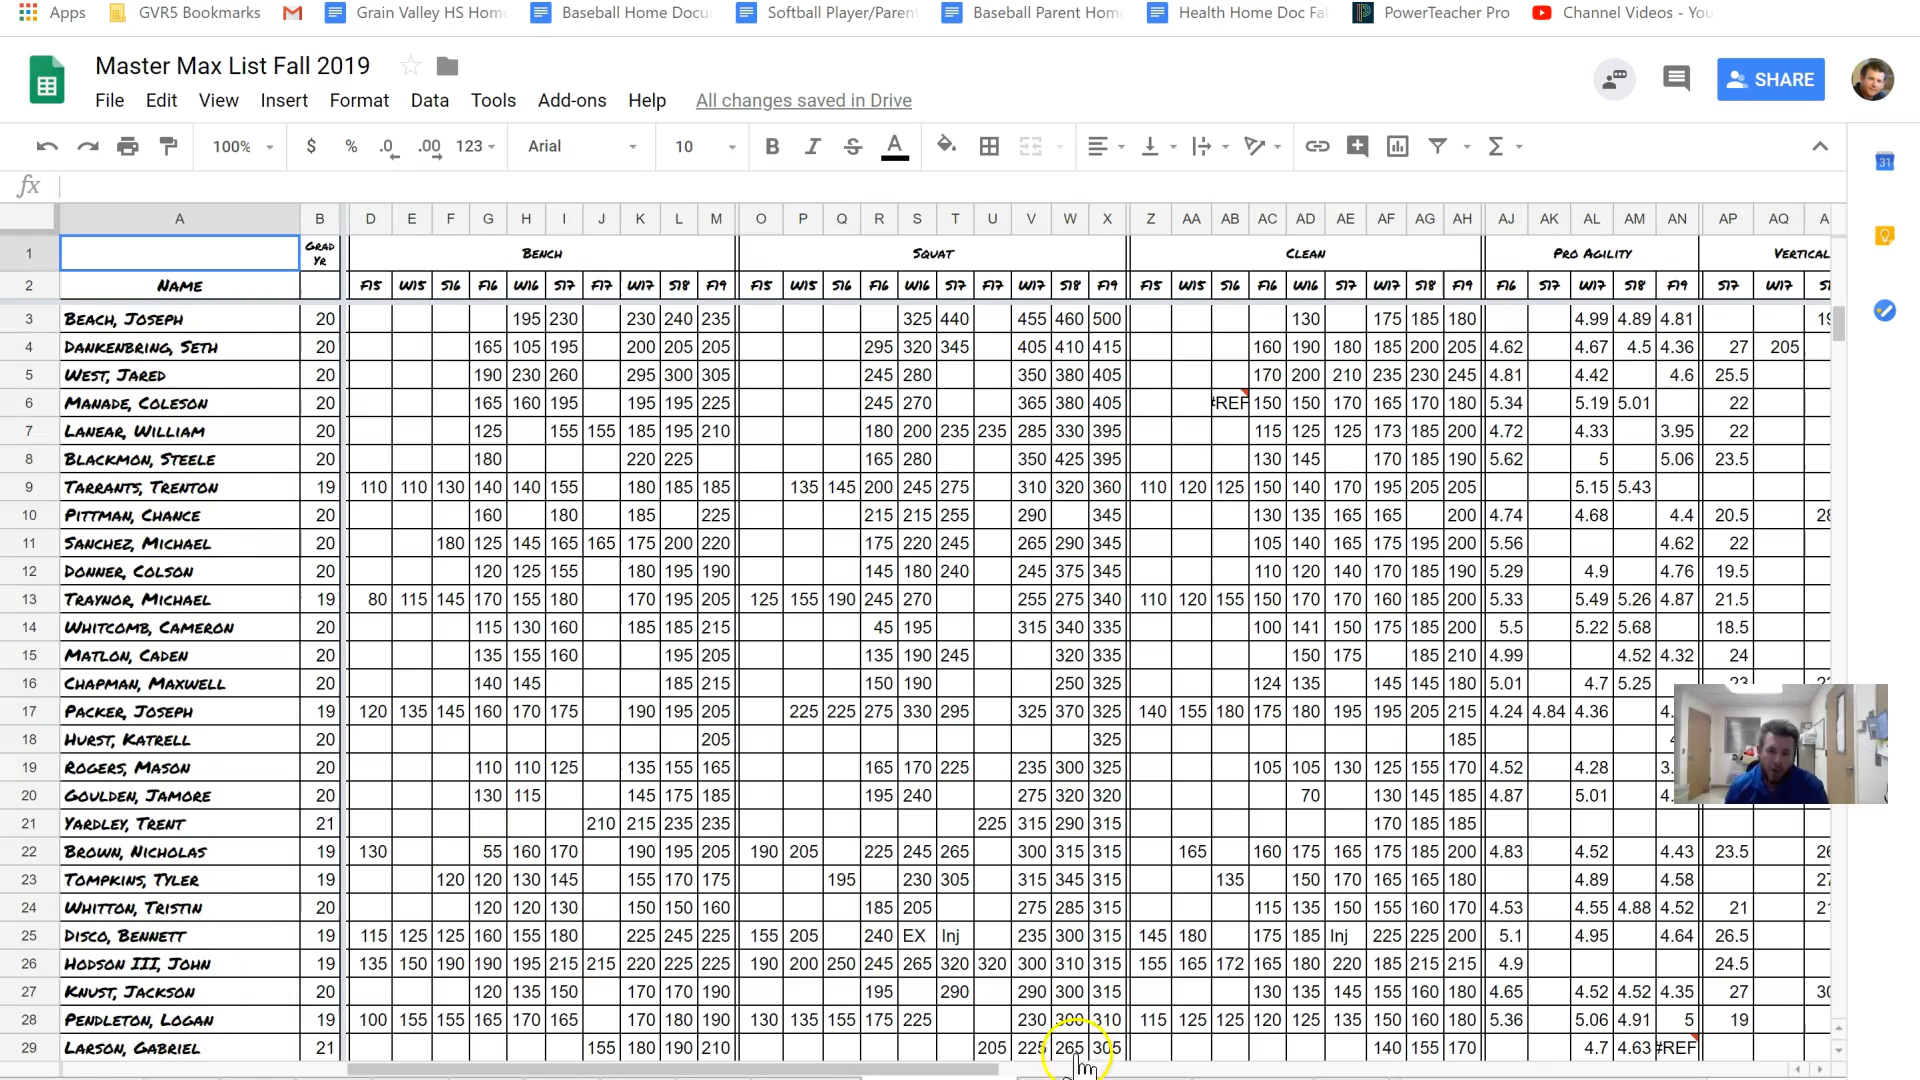 Apps GVR5 Bookmarks Grain Valley HS Hom Baseball Home Docu Softball Player/Paren Baseball Parent Hom Health Home Doc Fa PowerTeacher Pro Channel Videos - You
Master Max List Fall 2019
SHARE
File Edit View Insert Format Data Tools Add-ons Help All changes saved in Drive
100% $ % .0 .00 123 Arial 10 B I S A Σ
31
fx
A B D E F G H I J K L M O P Q R S T U V W X Z AA AB AC AD AE AF AG AH AJ AK AL AM AN AP AQ A
1 GRAD YR BENCH SQUAT CLEAN PRO AGILITY VERTICAL
2 NAME F15 W15 S16 F16 W16 S17 F17 W17 S18 F19 F15 W15 S16 F16 W16 S17 F17 W17 W18 F19 F15 W15 S16 F16 W16 S17 W17 S18 F19 F16 S17 W17 S18 F19 S17 W17
3 BEACH, JOSEPH 20 195 230 230 240 235 325 440 455 460 500 130 175 185 180 4.99 4.89 4.81
4 DANKENBRING, SETH 20 165 105 195 200 205 205 295 320 345 405 410 415 160 190 180 185 200 205 4.62 4.67 4.5 4.36 27 205
5 WEST, JARED 20 190 230 260 295 300 305 245 280 350 380 405 170 200 210 235 230 245 4.81 4.42 4.6 25.5
6 MANADE, COLESON 20 165 160 195 195 195 225 245 270 365 380 405 #REF 150 150 170 165 170 180 5.34 5.19 5.01 22
7 LANEAR, WILLIAM 20 125 155 155 185 195 210 180 200 235 235 285 330 395 115 125 125 173 185 200 4.72 4.33 3.95 22
8 BLACKMON, STEELE 20 180 220 225 165 280 350 425 395 130 145 170 185 190 5.62 5 5.06 23.5
9 TARRANTS, TRENTON 19 110 110 130 140 140 155 180 185 185 135 145 200 245 275 310 320 360 110 120 125 150 140 170 195 205 205 5.15 5.43
10 PITTMAN, CHANCE 20 160 180 185 225 215 215 255 290 345 130 135 165 165 200 4.74 4.68 4.4 20.5
11 SANCHEZ, MICHAEL 20 180 125 145 165 165 175 200 220 175 220 245 265 290 345 105 140 165 175 195 200 5.56 4.62 22
12 DONNER, COLSON 20 120 125 155 180 195 190 145 180 240 245 375 345 110 120 140 170 185 190 5.29 4.9 4.76 19.5
13 TRAYNOR, MICHAEL 19 80 115 145 170 155 180 170 195 205 125 155 190 245 270 255 275 340 110 120 155 150 170 170 160 185 200 5.33 5.49 5.26 4.87 21.5
14 WHITCOMB, CAMERON 20 115 130 160 185 185 215 45 195 315 340 335 100 141 150 175 185 200 5.5 5.22 5.68 18.5
15 MATLON, CADEN 20 135 155 160 195 205 135 190 245 320 335 150 175 185 210 4.99 4.52 4.32 24
16 CHAPMAN, MAXWELL 20 140 145 185 215 150 190 250 325 124 135 145 145 180 5.01 4.7 5.25
17 PACKER, JOSEPH 19 120 135 145 160 170 175 190 195 205 225 225 275 330 295 325 370 325 140 155 180 175 180 195 195 205 215 4.24 4.84 4.36 4.
18 HURST, KATRELL 20 205 325 185
19 ROGERS, MASON 20 110 110 125 135 155 165 165 170 225 235 300 325 105 105 130 125 155 170 4.52 4.28 3.
20 GOULDEN, JAMORE 20 130 115 145 175 185 195 240 275 320 320 70 130 145 185 4.87 5.01 4.
21 YARDLEY, TRENT 21 210 215 235 235 225 315 290 315 170 185 185
22 BROWN, NICHOLAS 19 130 55 160 170 190 195 205 190 205 225 245 265 300 315 315 165 160 175 165 175 185 200 4.83 4.52 4.43 23.5
23 TOMPKINS, TYLER 19 120 120 130 145 155 170 175 195 230 305 315 345 315 135 150 170 165 165 180 4.89 4.58
24 WHITTON, TRISTIN 20 120 120 130 150 150 160 185 205 275 285 315 115 135 150 155 160 170 4.53 4.55 4.88 4.52 21
25 DISCO, BENNETT 19 115 125 125 160 155 180 225 245 225 155 205 240 EX Inj 235 300 315 145 180 175 185 Inj 225 225 200 5.1 4.95 4.64 26.5
26 HODSON III, JOHN 19 135 150 190 190 195 215 215 220 225 225 190 200 250 245 265 320 320 300 310 315 155 165 172 165 180 220 185 215 215 4.9 24.5
27 KNUST, JACKSON 20 120 135 150 170 170 190 195 290 290 300 315 130 135 145 155 160 180 4.65 4.52 4.52 4.35 27
28 PENDLETON, LOGAN 19 100 155 155 165 170 165 170 180 190 130 135 155 175 225 230 300 310 115 125 125 120 125 135 150 160 180 5.36 5.06 4.91 5 19
29 LARSON, GABRIEL 21 155 180 190 210 205 225 265 305 140 155 170 4.7 4.63 #REF